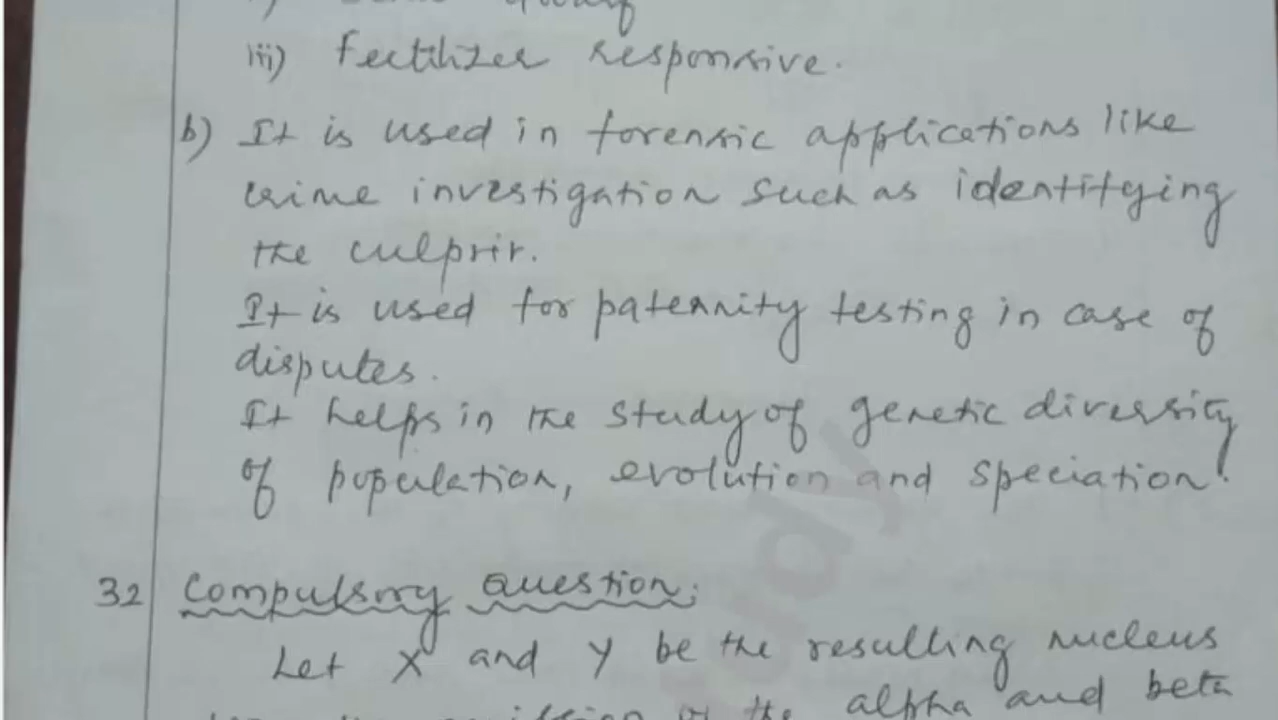 iii) Fertilizer responsive.
b) It is used in forensic applications like
crime investigation such as identifying
the culprit.
It is used for paternity testing in case of
disputes.
It helps in the study of genetic diversity
of population, evolution and speciation.
32 Compulsory Question:
Let X and Y be the resulting nucleus
the alpha and beta